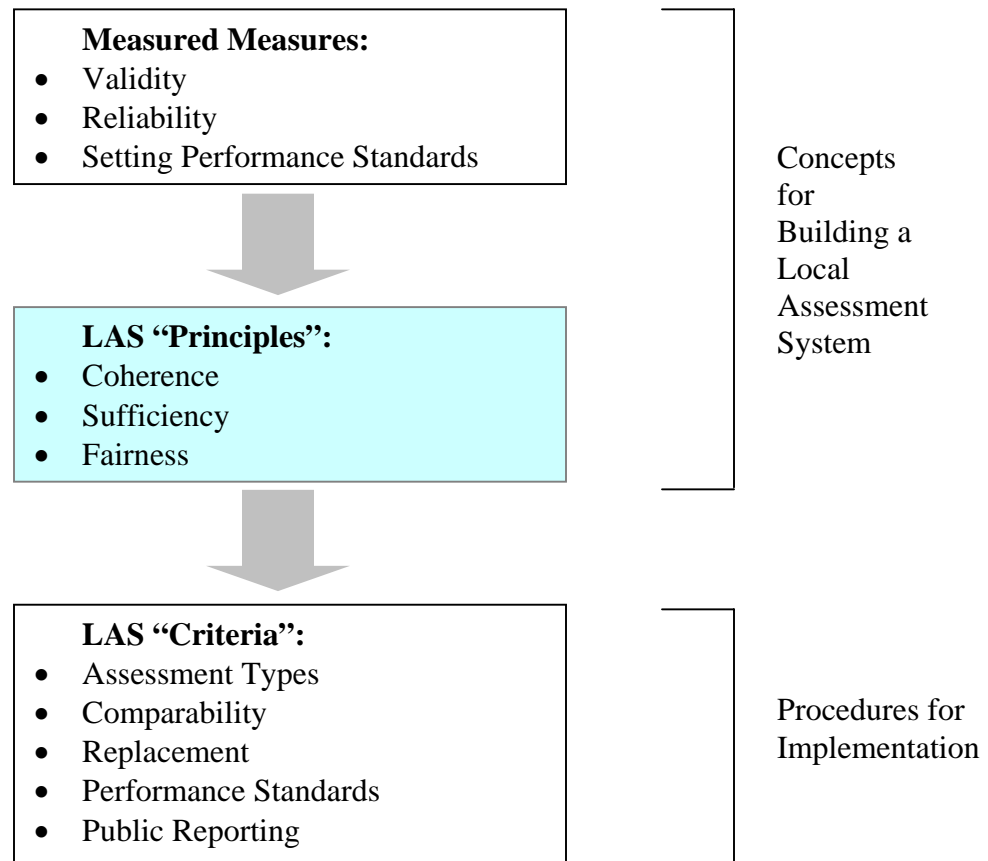 Measured Measures:
• Validity
• Reliability
• Setting Performance Standards
Concepts
for
Building a
Local
Assessment
System
LAS “Principles”:
• Coherence
• Sufficiency
• Fairness
LAS “Criteria”:
• Assessment Types
• Comparability
• Replacement
• Performance Standards
• Public Reporting
Procedures for
Implementation